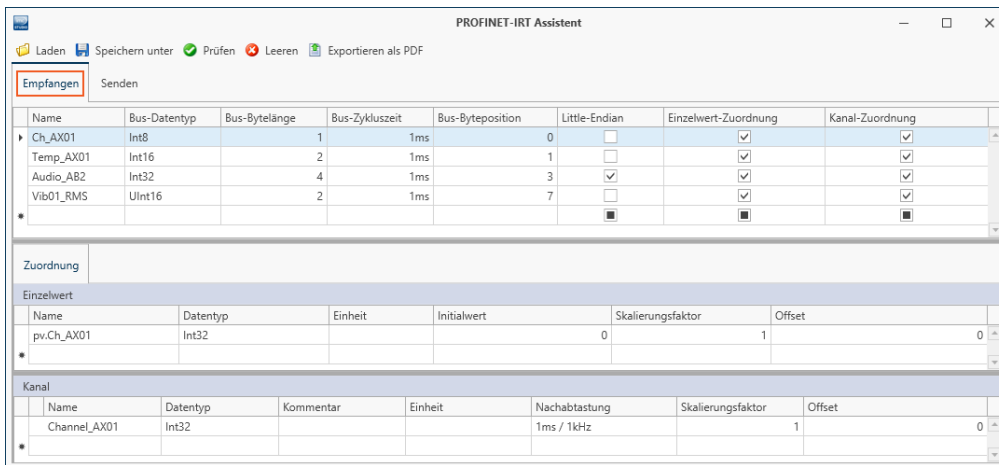 PROFINET-IRT Assistent
Laden Speichern unter Prüfen Leeren Exportieren als PDF
Empfangen Senden
Name Bus-Datentyp Bus-Bytelänge Bus-Zykluszeit Bus-Byteposition Little-Endian Einzelwert-Zuordnung Kanal-Zuordnung
Ch_AX01 Int8 1 1ms 0
Temp_AX01 Int16 2 1ms 1
Audio_AB2 Int32 4 1ms 3
Vib01_RMS UInt16 2 1ms 7
Zuordnung
Einzelwert
Name Datentyp Einheit Initialwert Skalierungsfaktor Offset
pv.Ch_AX01 Int32 0 1 0
Kanal
Name Datentyp Kommentar Einheit Nachabtastung Skalierungsfaktor Offset
Channel_AX01 Int32 1ms / 1kHz 1 0